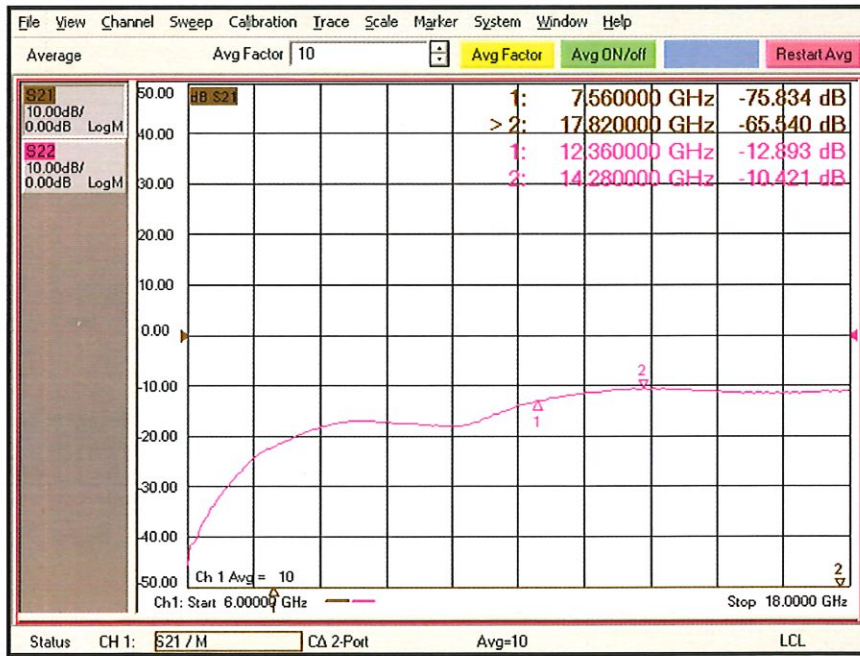 File View Channel Sweep Calibration Trace Scale Marker System Window Help
Average Avg Factor 10 Avg Factor Avg ON/off Restart Avg
S21
10.00dB/
0.00dB LogM
S22
10.00dB/
0.00dB LogM
50.00
40.00
30.00
20.00
10.00
0.00
-10.00
-20.00
-30.00
-40.00
-50.00
dB S21
1: 7.560000 GHz -75.834 dB
> 2: 17.820000 GHz -65.540 dB
1: 12.360000 GHz -12.893 dB
2: 14.280000 GHz -10.421 dB
2
1
2
Ch 1 Avg = 10
Ch1: Start 6.00000 GHz Stop 18.0000 GHz
Status CH 1: S21 / M CΔ 2-Port Avg=10 LCL